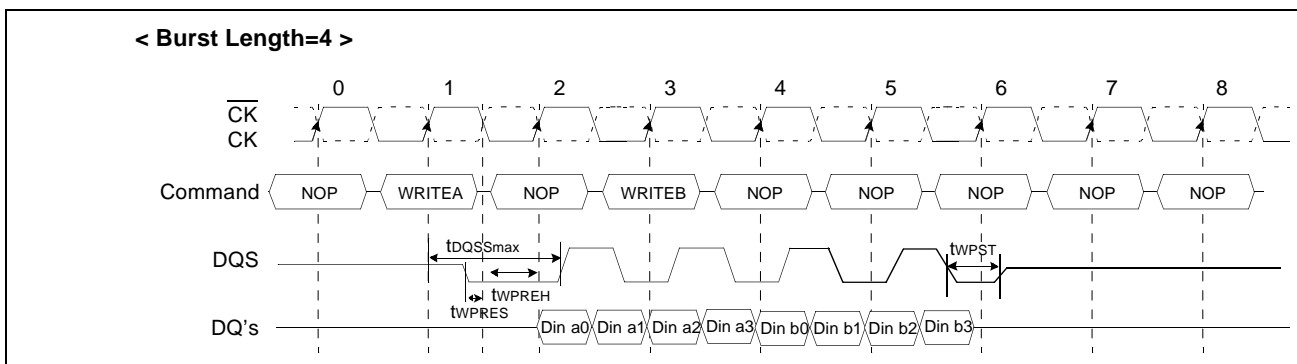 < Burst Length=4 >
0 1 2 3 4 5 6 7 8
CK
CK
Command NOP WRITEA NOP WRITEB NOP NOP NOP NOP NOP
tDQSSmax tWPST
DQS
tWPREH
tWPRES
DQ's Din a0 Din a1 Din a2 Din a3 Din b0 Din b1 Din b2 Din b3